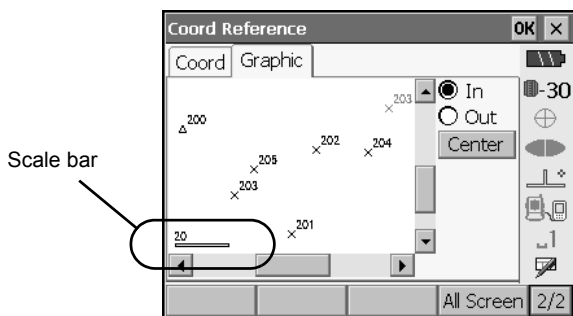 Coord Reference
OK ×
Coord Graphic
In
Out
Center
-30
203
200
202
204
205
203
201
20
Scale bar
1
All Screen 2/2